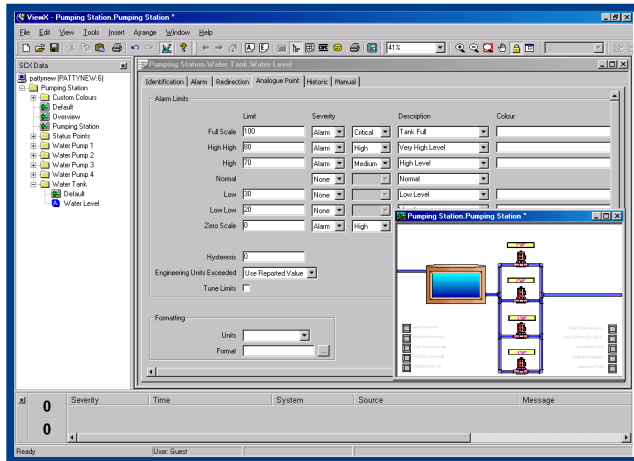 ViewX - Pumping Station.Pumping Station *
File Edit View Tools Insert Arrange Window Help
41%
SCX Data
Pumping Station.Water Tank.Water Level
pattynew (PATTYNEW:6)
Pumping Station
Custom Colours
Default
Overview
Pumping Station
Status Points
Water Pump 1
Water Pump 2
Water Pump 3
Water Pump 4
Water Tank
Default
Water Level
Identification Alarm Redirection Analogue Point Historic Manual
Alarm Limits
Limit Severity Description Colour
Full Scale 100 Alarm Critical Tank Full
High High 80 Alarm High Very High Level
High 70 Alarm Medium High Level
Normal None Normal
Low 30 None Low Level
Low Low 20 None
Zero Scale 0 Alarm High
Hysteresis 0
Engineering Units Exceeded Use Reported Value
Tune Limits
Formatting
Units
Format ...
Pumping Station.Pumping Station *
0 Severity Time System Source Message
0
Ready User: Guest